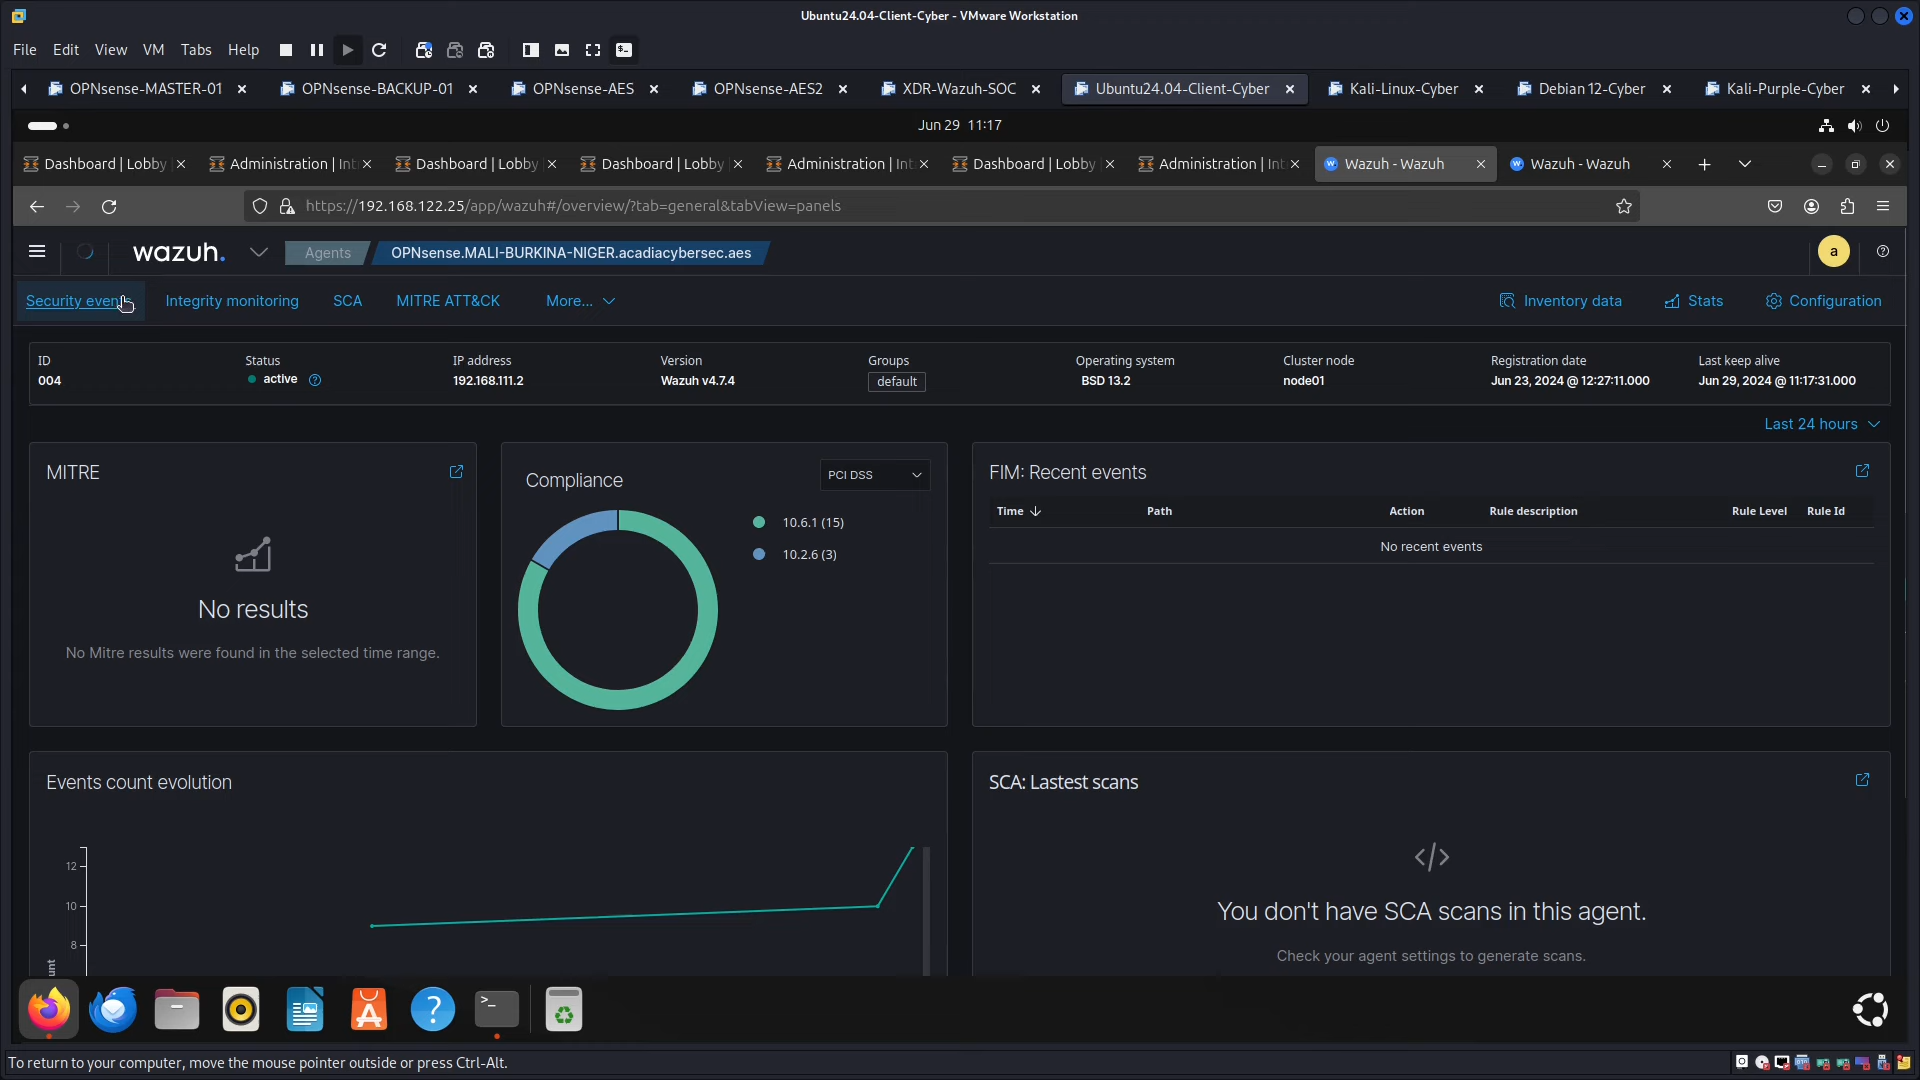 Ubuntu24.04-Client-Cyber - VMware Workstation
File Edit View VM Tabs Help
OPNsense-MASTER-01 OPNsense-BACKUP-01 OPNsense-AES OPNsense-AES2 XDR-Wazuh-SOC Ubuntu24.04-Client-Cyber Kali-Linux-Cyber Debian 12-Cyber Kali-Purple-Cyber
Jun 29 11:17
Dashboard | Lobby Administration | Int Dashboard | Lobby Dashboard | Lobby Administration | Int Dashboard | Lobby Administration | Int Wazuh - Wazuh Wazuh - Wazuh
https://192.168.122.25/app/wazuh#/overview/?tab=general&tabView=panels
wazuh. Agents OPNsense.MALI-BURKINA-NIGER.acadiacybersec.aes a
Security events Integrity monitoring SCA MITRE ATT&CK More... Inventory data Stats Configuration
ID Status IP address Version Groups Operating system Cluster node Registration date Last keep alive
004 active 192.168.111.2 Wazuh v4.7.4 default BSD 13.2 node01 Jun 23, 2024 @ 12:27:11.000 Jun 29, 2024 @ 11:17:31.000
Last 24 hours
MITRE
No results
No Mitre results were found in the selected time range.
Compliance PCI DSS
10.6.1 (15)
10.2.6 (3)
FIM: Recent events
Time Path Action Rule description Rule Level Rule Id
No recent events
Events count evolution
12
10
8
SCA: Lastest scans
You don't have SCA scans in this agent.
Check your agent settings to generate scans.
To return to your computer, move the mouse pointer outside or press Ctrl-Alt.